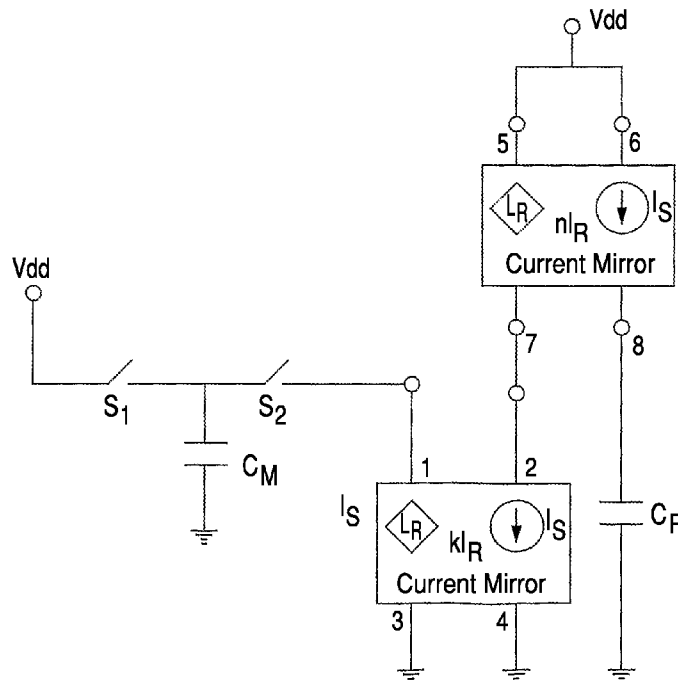 Vdd
5 6
L_R nI_R I_S
Current Mirror
Vdd
7 8
S_1 S_2
C_M
1 2
I_S L_R kI_R I_S
Current Mirror
C_F
3 4